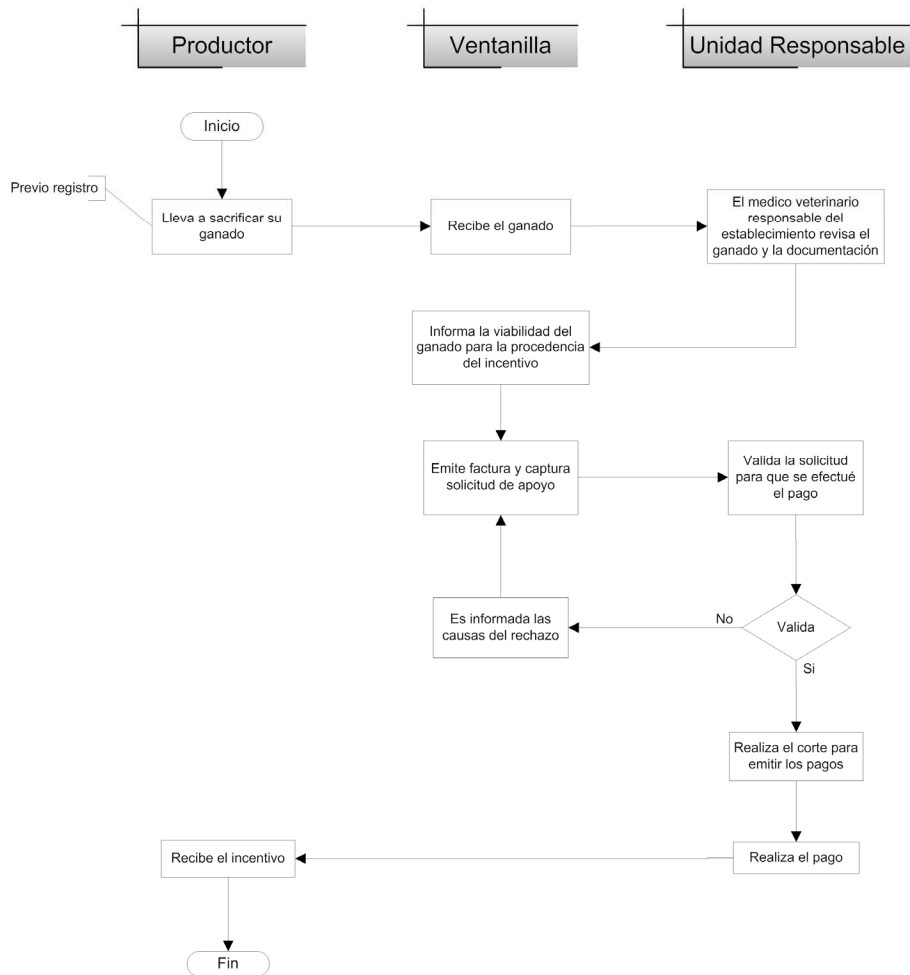 Productor
Ventanilla
Unidad Responsable
Inicio
Previo registro
Lleva a sacrificar su
ganado
Recibe el ganado
El medico veterinario
responsable del
establecimiento revisa el
ganado y la documentación
Informa la viabilidad del
ganado para la procedencia
del incentivo
Emite factura y captura
solicitud de apoyo
Valida la solicitud
para que se efectué
el pago
Es informada las
causas del rechazo
No
Valida
Si
Realiza el corte para
emitir los pagos
Recibe el incentivo
Realiza el pago
Fin